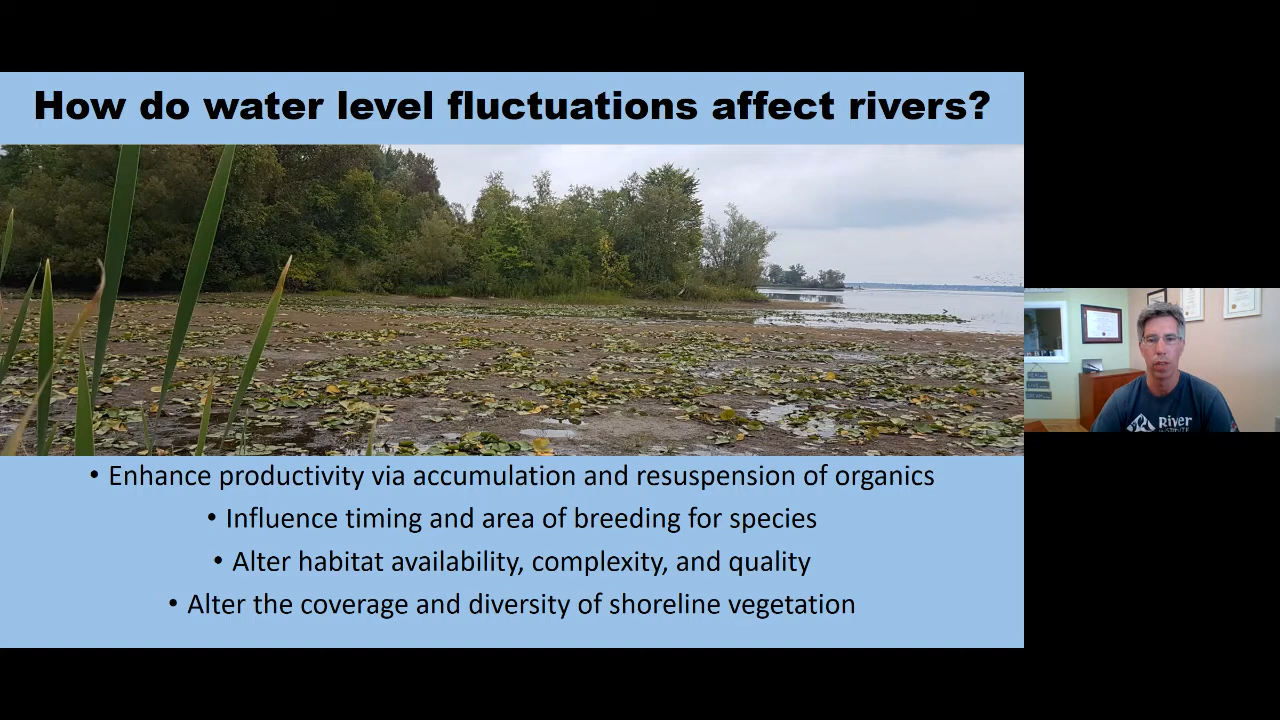 How do water level fluctuations affect rivers?
• Enhance productivity via accumulation and resuspension of organics
• Influence timing and area of breeding for species
• Alter habitat availability, complexity, and quality
• Alter the coverage and diversity of shoreline vegetation
River
INSTITUTE